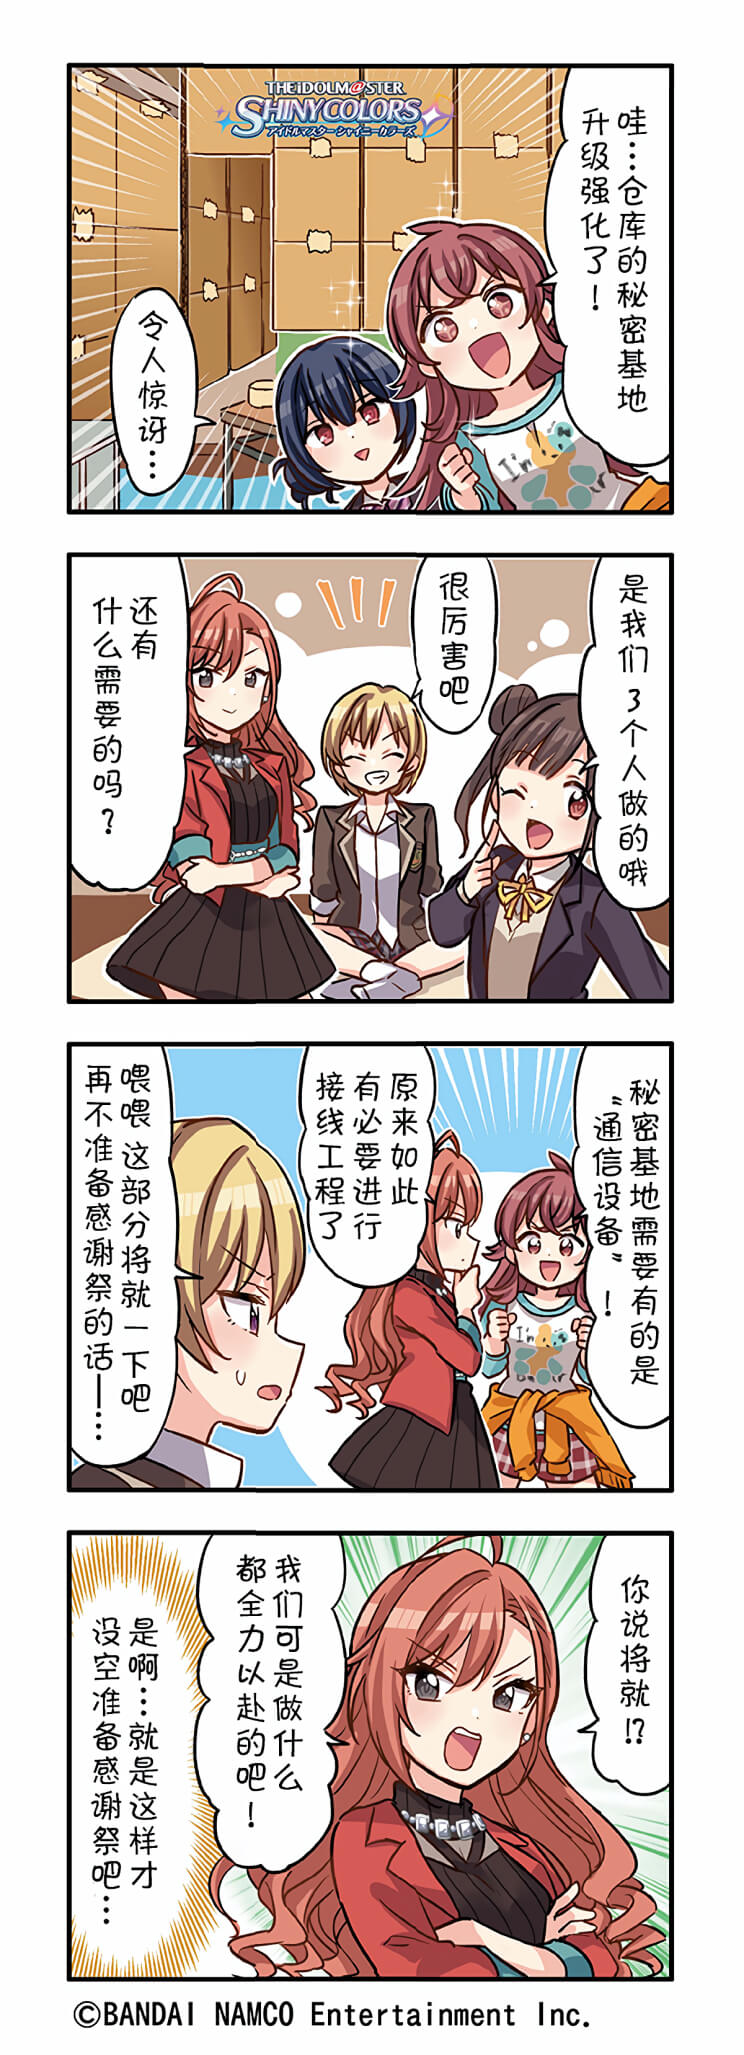 THE iDOLM@STER
SHINYCOLORS
アイドルマスターシャイニーカラーズ
哇…仓库的秘密基地
升级强化了！
令人惊讶…
I'm
是我们3个人做的哦
很厉害吧
还有
什么需要的吗？
秘密基地需要有的是
“通信设备”！
I'm
原来如此
有必要进行
接线工程了
喂喂 这部分将就一下吧
再不准备感谢祭的话—…
你说将就!?
我们可是做什么
都全力以赴的吧！
是啊…就是这样才
没空准备感谢祭吧…
©BANDAI NAMCO Entertainment Inc.